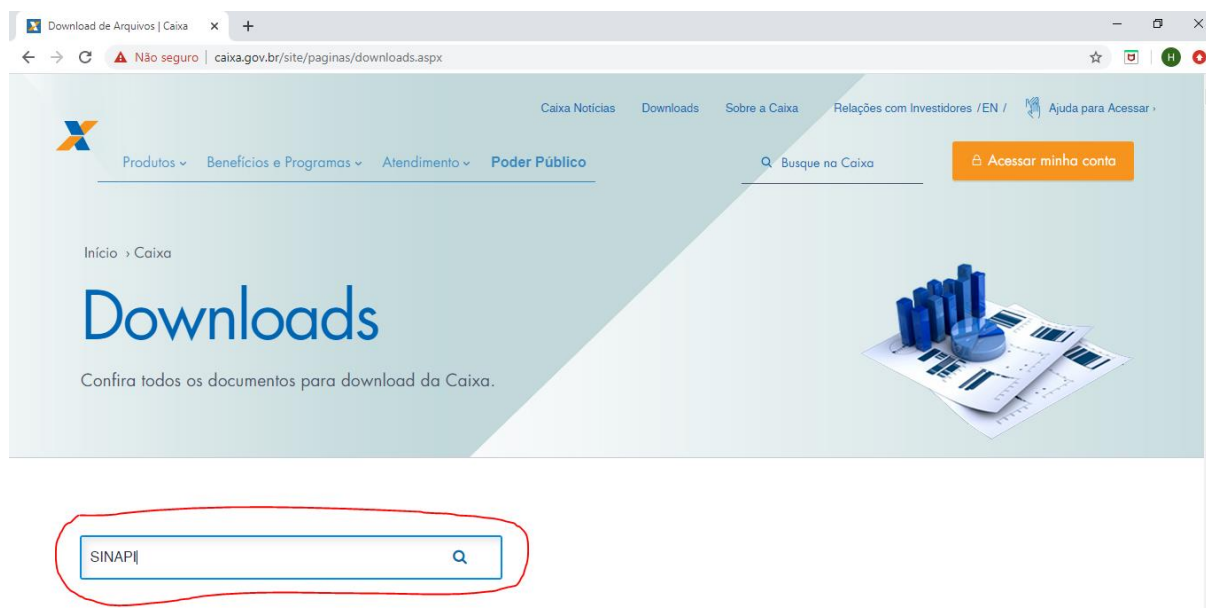 Download de Arquivos | Caixa
Não seguro | caixa.gov.br/site/paginas/downloads.aspx
H
Caixa Notícias Downloads Sobre a Caixa Relações com Investidores /EN / Ajuda para Acessar ›
Produtos Benefícios e Programas Atendimento Poder Público Busque na Caixa Acessar minha conta
Início › Caixa
Downloads
Confira todos os documentos para download da Caixa.
SINAPI